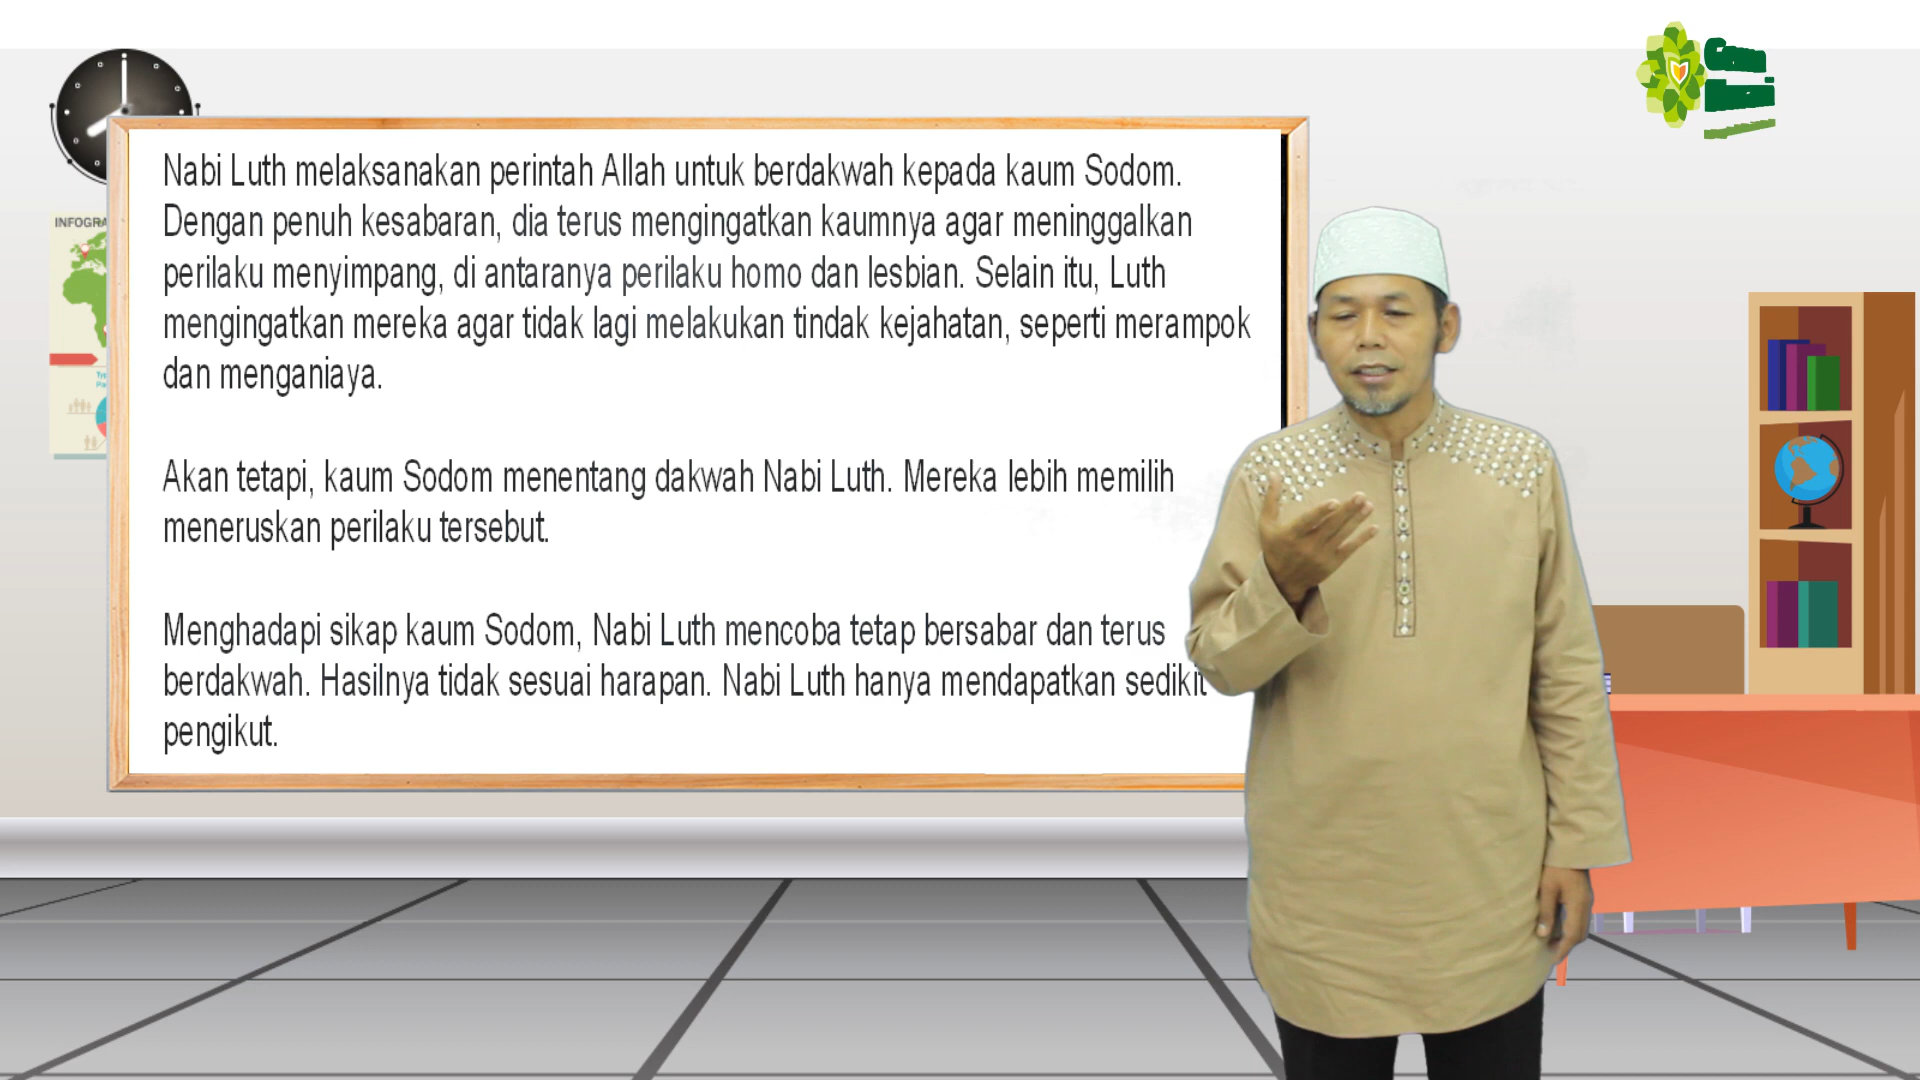 Nabi Luth melaksanakan perintah Allah untuk berdakwah kepada kaum Sodom.
Dengan penuh kesabaran, dia terus mengingatkan kaumnya agar meninggalkan
perilaku menyimpang, di antaranya perilaku homo dan lesbian. Selain itu, Luth
mengingatkan mereka agar tidak lagi melakukan tindak kejahatan, seperti merampok
dan menganiaya.
Akan tetapi, kaum Sodom menentang dakwah Nabi Luth. Mereka lebih memilih
meneruskan perilaku tersebut.
Menghadapi sikap kaum Sodom, Nabi Luth mencoba tetap bersabar dan terus
berdakwah. Hasilnya tidak sesuai harapan. Nabi Luth hanya mendapatkan sedikit
pengikut.